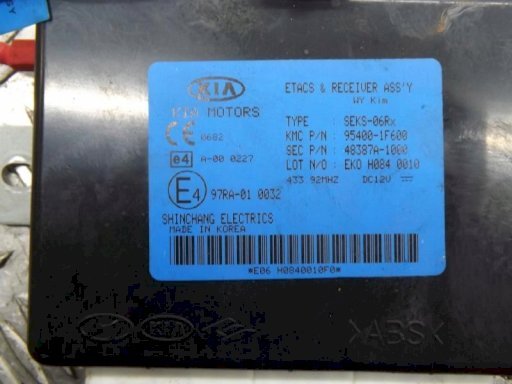 KIA
KIA MOTORS
0682
04 A-00 0227
E4 97RA-01 0032
SHINCHANG ELECTRICS
MADE IN KOREA
ETACS & RECEIVER ASS'Y
WY Kim
TYPE : SEKS-06Rx
KMC P/N : 95400-1F600
SEC P/N : 48387A-1000
LOT N/O : EKO H084 0010
433 92MHZ DC12V
*E06 H0840010F0*
KIA
>ABS<